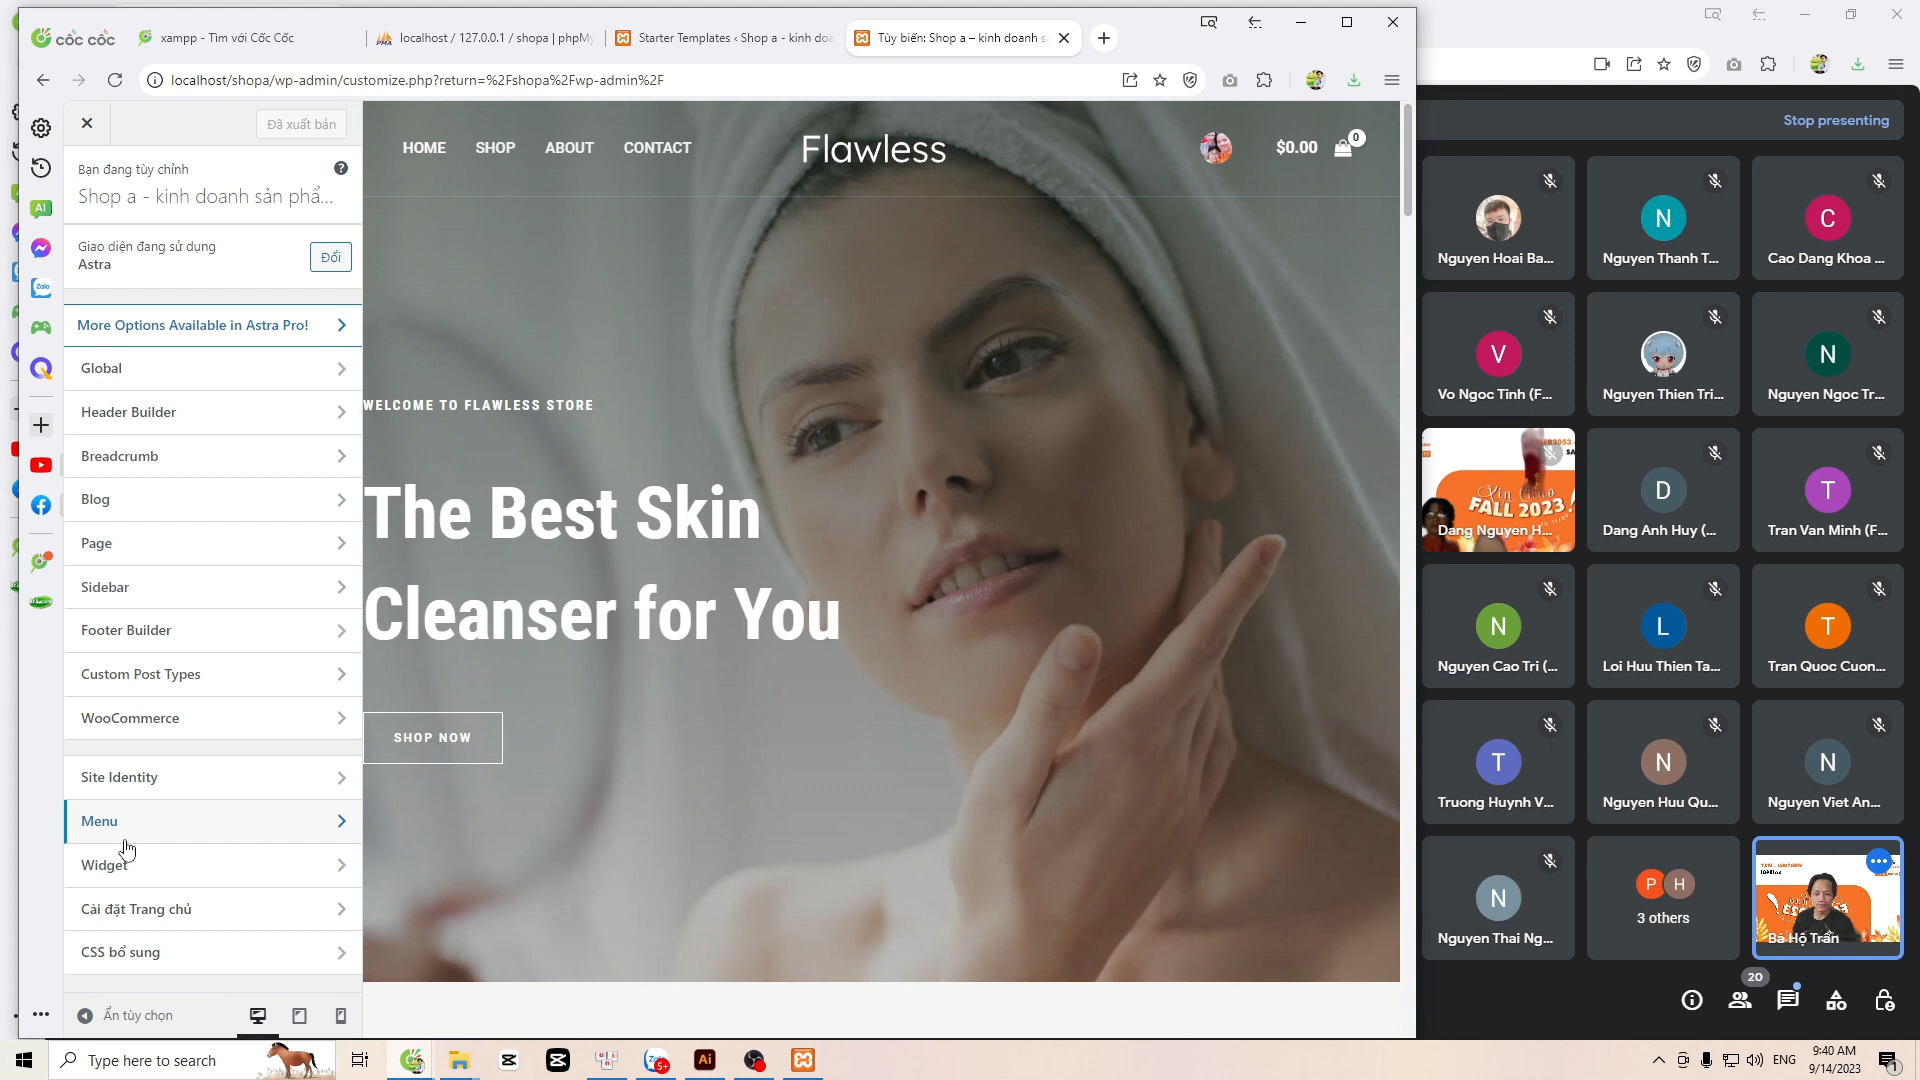 cốc cốc
xampp - Tìm với Cốc Cốc
localhost / 127.0.0.1 / shopa | phpMy
Starter Templates ‹ Shop a - kinh do
Tùy biến: Shop a – kinh doanh s
localhost/shopa/wp-admin/customize.php?return=%2Fshopa%2Fwp-admin%2F
Đã xuất bản
Bạn đang tùy chỉnh
Shop a - kinh doanh sản phẩ...
Giao diện đang sử dụng
Astra
Đổi
More Options Available in Astra Pro!
Global
Header Builder
Breadcrumb
Blog
Page
Sidebar
Footer Builder
Custom Post Types
WooCommerce
Site Identity
Menu
Widget
Cài đặt Trang chủ
CSS bổ sung
Ẩn tùy chọn
HOME
SHOP
ABOUT
CONTACT
Flawless
$0.00
0
WELCOME TO FLAWLESS STORE
The Best Skin
Cleanser for You
SHOP NOW
Stop presenting
Nguyen Hoai Ba...
N
Nguyen Thanh T...
C
Cao Dang Khoa ...
V
Vo Ngoc Tinh (F...
Nguyen Thien Tri...
N
Nguyen Ngoc Tr...
Xin Chào
FALL 2023!
Dang Nguyen H...
D
Dang Anh Huy (...
T
Tran Van Minh (F...
N
Nguyen Cao Tri (...
L
Loi Huu Thien Ta...
T
Tran Quoc Cuon...
T
Truong Huynh V...
N
Nguyen Huu Qu...
N
Nguyen Viet An...
N
Nguyen Thai Ng...
P
H
3 others
Bá Hộ Trần
20
Type here to search
5+
Ai
ENG
9:40 AM
9/14/2023
1